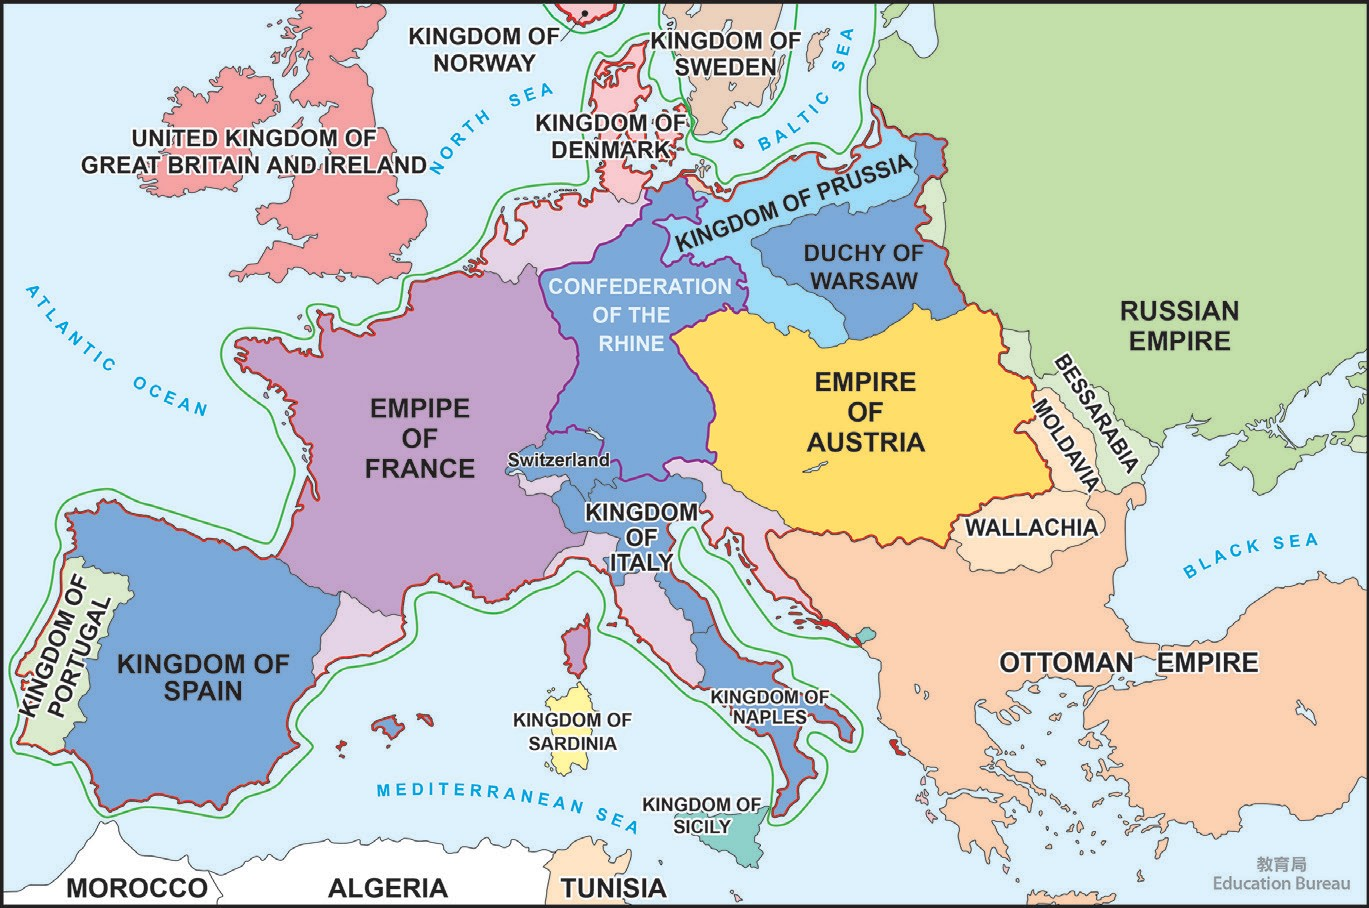 KINGDOM OF
NORWAY
KINGDOM OF
SWEDEN
NORTH SEA
BALTIC SEA
UNITED KINGDOM OF
GREAT BRITAIN AND IRELAND
KINGDOM OF
DENMARK
KINGDOM OF PRUSSIA
DUCHY OF
WARSAW
CONFEDERATION
OF THE
RHINE
ATLANTIC OCEAN
RUSSIAN
EMPIRE
EMPIPE
OF
FRANCE
EMPIRE
OF
AUSTRIA
BESSARABIA
MOLDAVIA
Switzerland
KINGDOM
OF
ITALY
WALLACHIA
BLACK SEA
KINGDOM OF
PORTUGAL
KINGDOM OF
SPAIN
OTTOMAN EMPIRE
KINGDOM OF
NAPLES
KINGDOM OF
SARDINIA
MEDITERRANEAN SEA
KINGDOM OF
SICILY
MOROCCO
ALGERIA
TUNISIA
教育局
Education Bureau